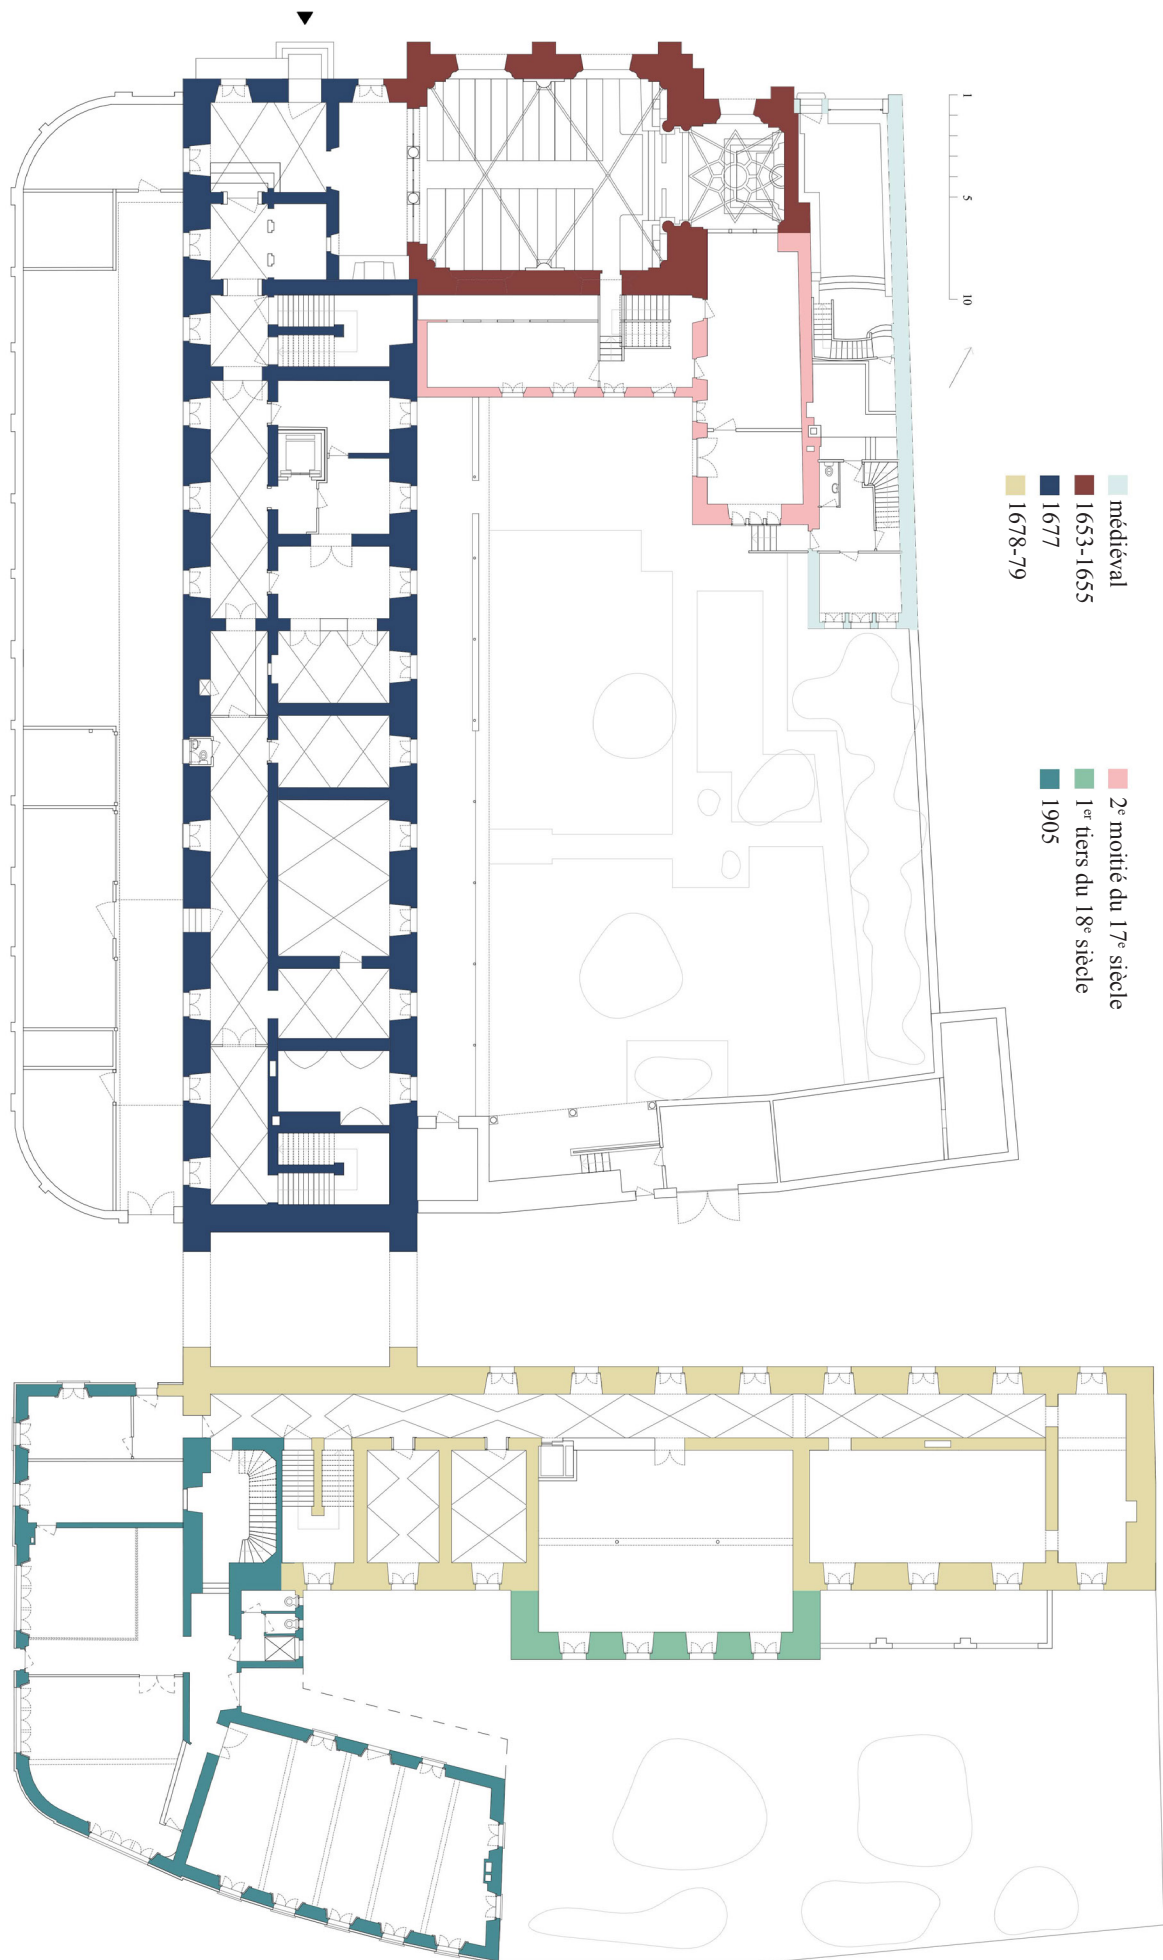 1
5
10
médiéval
1653-1655
1677
1678-79
2e moitié du 17e siècle
1er tiers du 18e siècle
1905